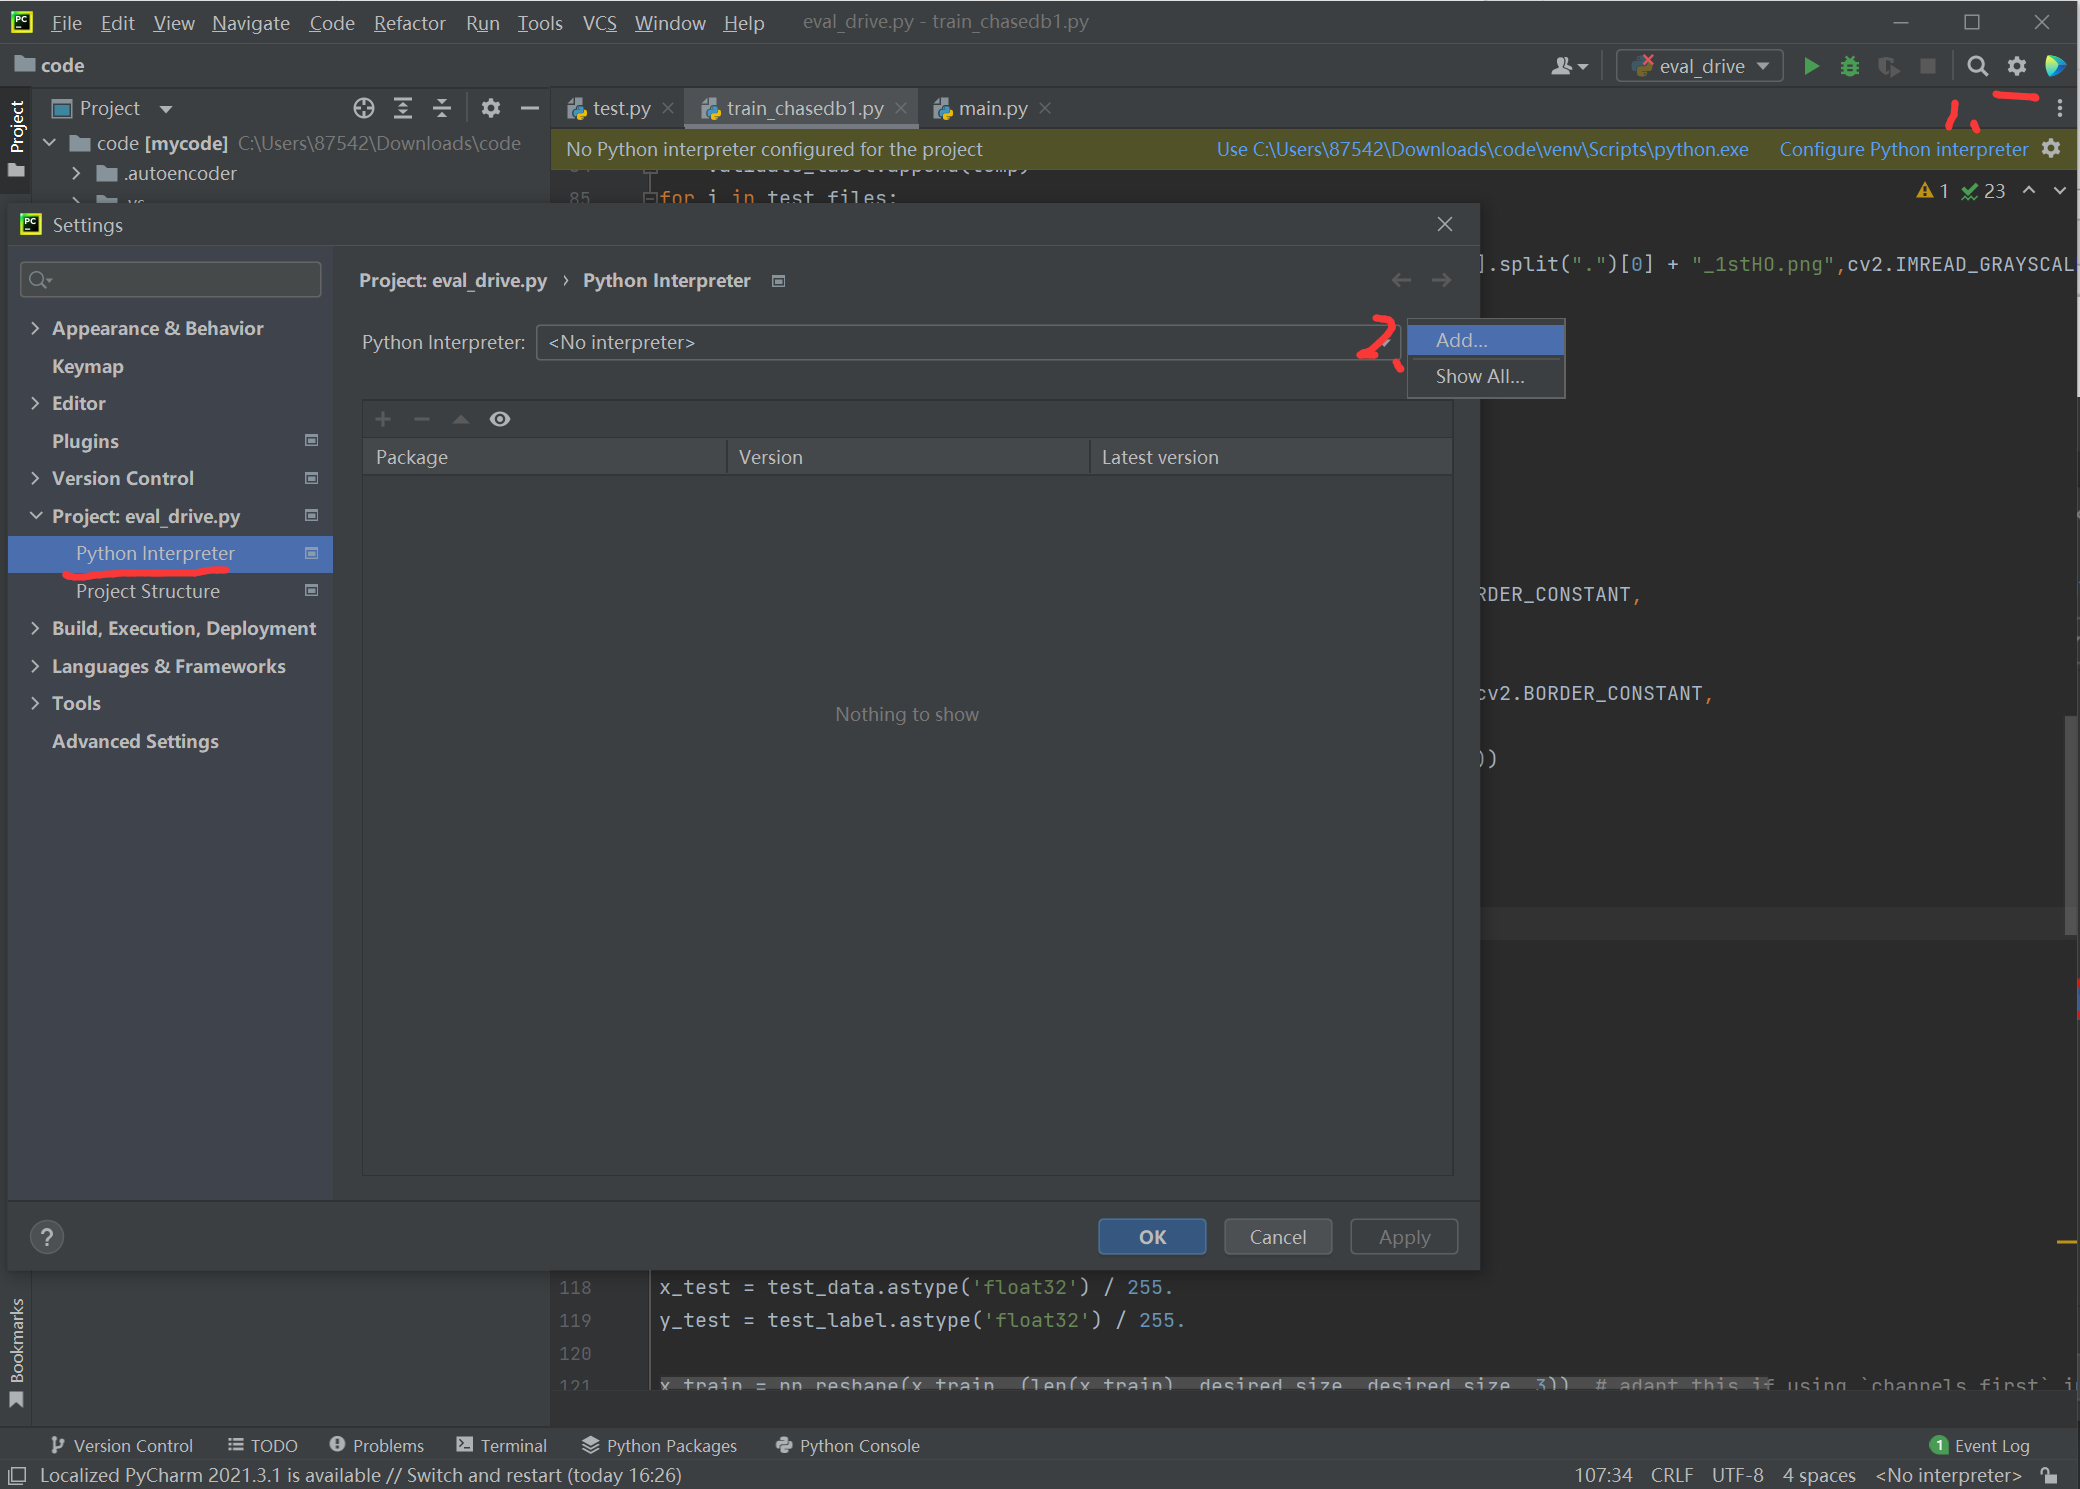 File Edit View Navigate Code Refactor Run Tools VCS Window Help eval_drive.py - train_chasedb1.py
code
eval_drive
Project
Project
test.py
train_chasedb1.py
main.py
1.
code [mycode] C:\Users\87542\Downloads\code
.autoencoder
No Python interpreter configured for the project
Use C:\Users\87542\Downloads\code\venv\Scripts\python.exe
Configure Python interpreter
85 for i in test_files:
1 23
Settings
].split(".")[0] + "_1stHO.png",cv2.IMREAD_GRAYSCAL
Project: eval_drive.py › Python Interpreter
Python Interpreter: <No interpreter>
2.
Add...
Show All...
Appearance & Behavior
Keymap
Editor
Plugins
Version Control
Project: eval_drive.py
Python Interpreter
Project Structure
Build, Execution, Deployment
Languages & Frameworks
Tools
Advanced Settings
Package Version Latest version
Nothing to show
RDER_CONSTANT,
cv2.BORDER_CONSTANT,
))
?
OK Cancel Apply
118 x_test = test_data.astype('float32') / 255.
119 y_test = test_label.astype('float32') / 255.
120
121 x_train = np.reshape(x_train, (len(x_train), desired_size, desired_size, 3)) # adapt this if using `channels_first` i
Bookmarks
Version Control TODO Problems Terminal Python Packages Python Console 1 Event Log
Localized PyCharm 2021.3.1 is available // Switch and restart (today 16:26) 107:34 CRLF UTF-8 4 spaces <No interpreter>